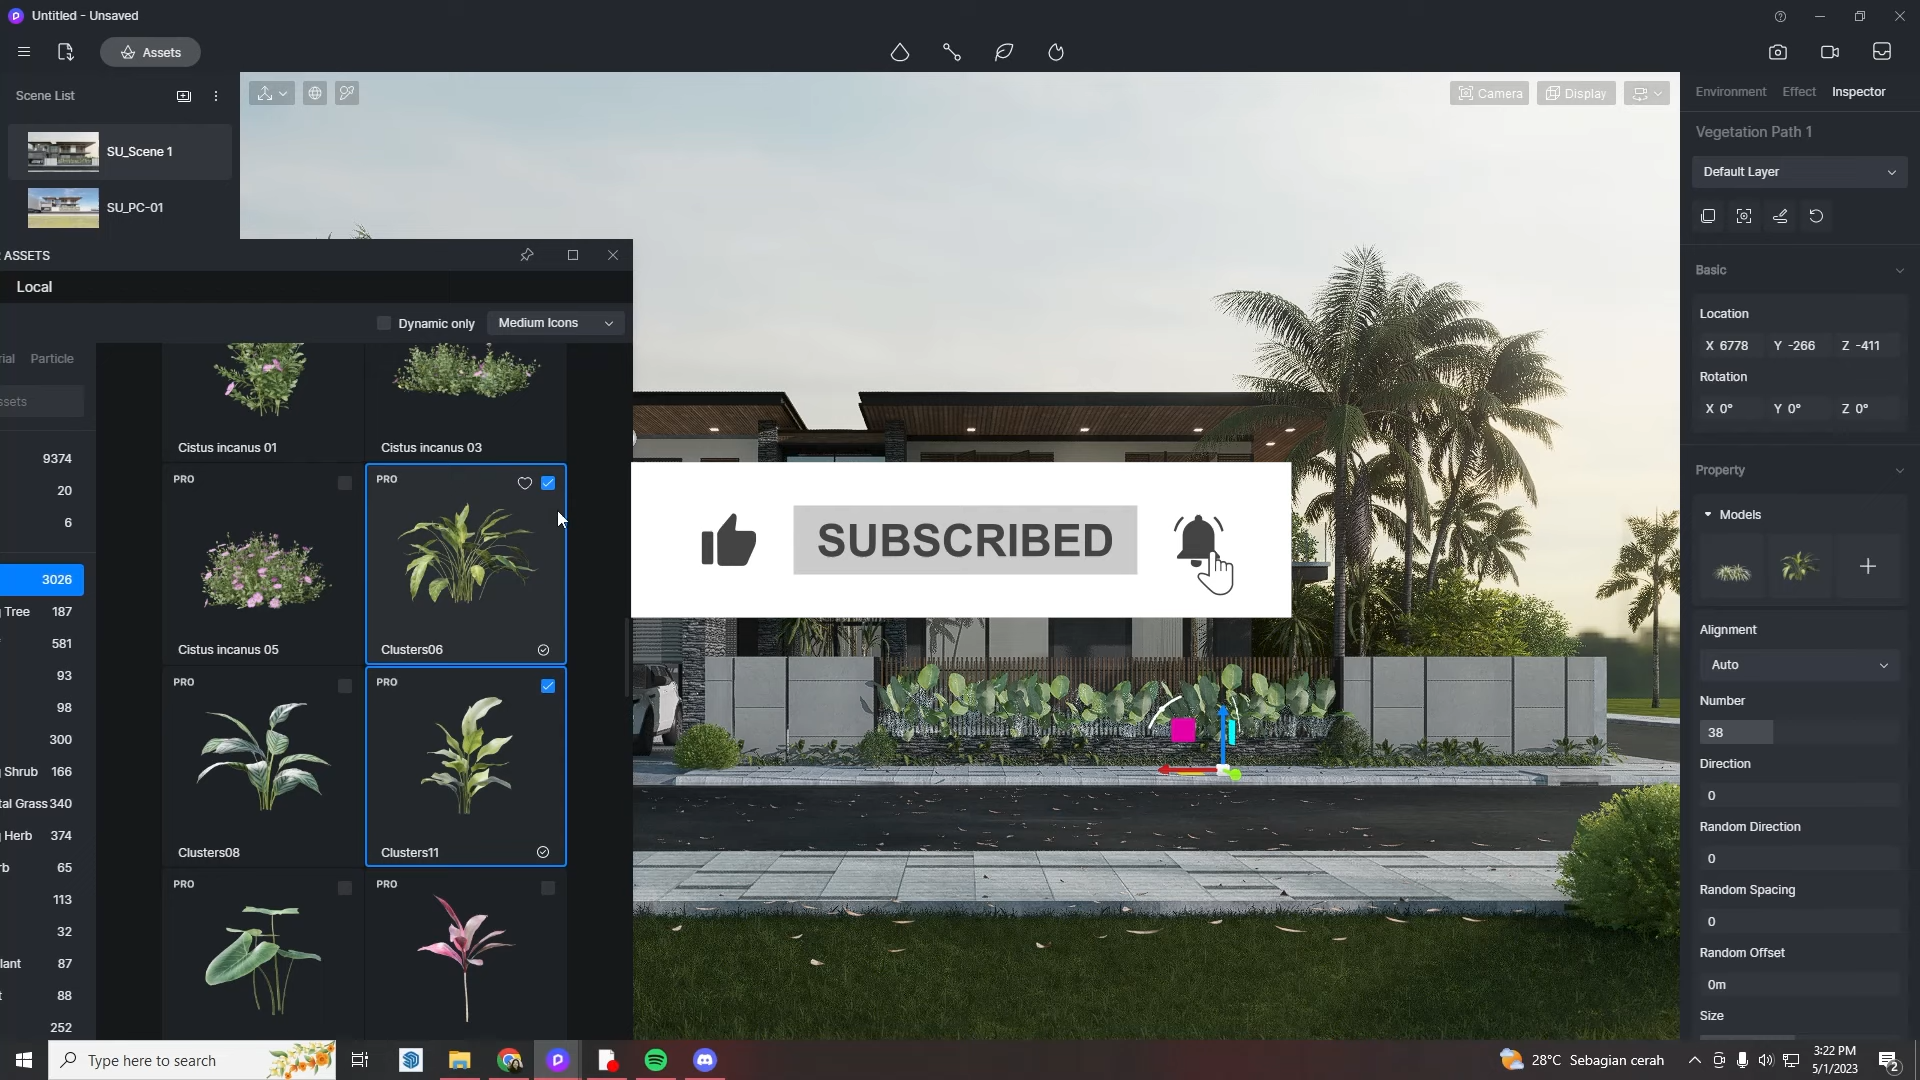 Untitled - Unsaved
Assets
Scene List
SU_Scene 1
SU_PC-01
Camera
Display
Environment
Effect
Inspector
Vegetation Path 1
Default Layer
Basic
Location
X 6778
Y -266
Z -411
Rotation
X 0°
Y 0°
Z 0°
Property
Models
Alignment
Auto
Number
38
Direction
0
Random Direction
0
Random Spacing
0
Random Offset
0m
Size
ASSETS
Local
Dynamic only
Medium Icons
rial
Particle
ssets
9374
20
6
3026
Tree 187
581
93
98
300
Shrub 166
tal Grass 340
Herb 374
rb 65
113
32
lant 87
t 88
252
Cistus incanus 01
Cistus incanus 03
PRO
PRO
Cistus incanus 05
Clusters06
PRO
PRO
Clusters08
Clusters11
PRO
PRO
SUBSCRIBED
Type here to search
28°C Sebagian cerah
3:22 PM
5/1/2023
2